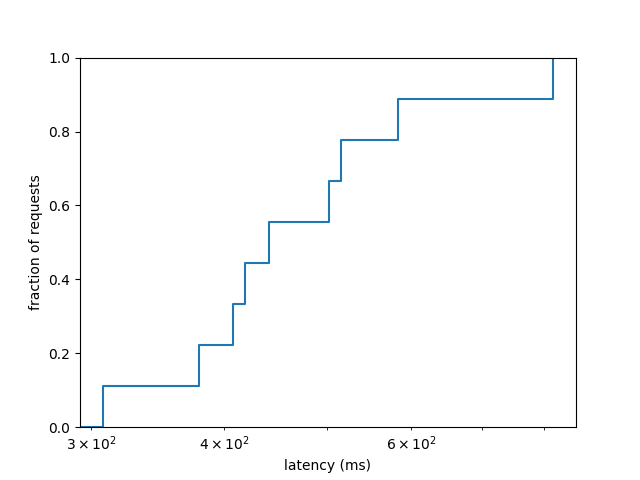 1.0
0.8
0.6
0.4
0.2
0.0
fraction of requests
3 × 10²
4 × 10²
6 × 10²
latency (ms)